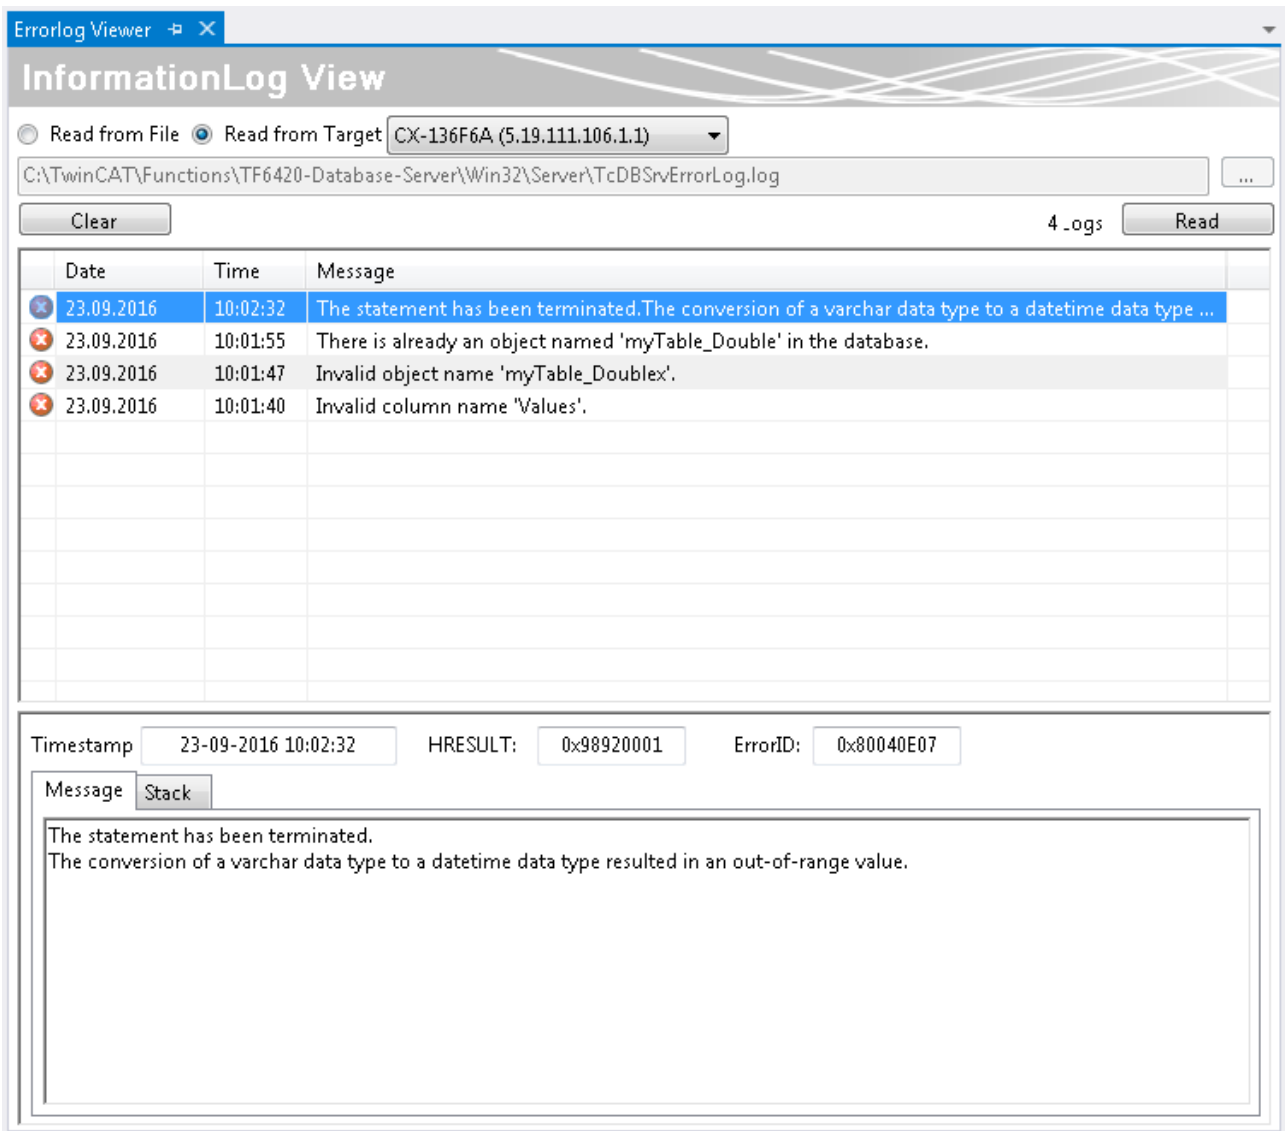 Errorlog Viewer
InformationLog View
Read from File Read from Target CX-136F6A (5.19.111.106.1.1)
C:\TwinCAT\Functions\TF6420-Database-Server\Win32\Server\TcDBSrvErrorLog.log ...
Clear 4 Logs Read
Date Time Message
23.09.2016 10:02:32 The statement has been terminated.The conversion of a varchar data type to a datetime data type ...
23.09.2016 10:01:55 There is already an object named 'myTable_Double' in the database.
23.09.2016 10:01:47 Invalid object name 'myTable_Doublex'.
23.09.2016 10:01:40 Invalid column name 'Values'.
Timestamp 23-09-2016 10:02:32 HRESULT: 0x98920001 ErrorID: 0x80040E07
Message Stack
The statement has been terminated.
The conversion of a varchar data type to a datetime data type resulted in an out-of-range value.